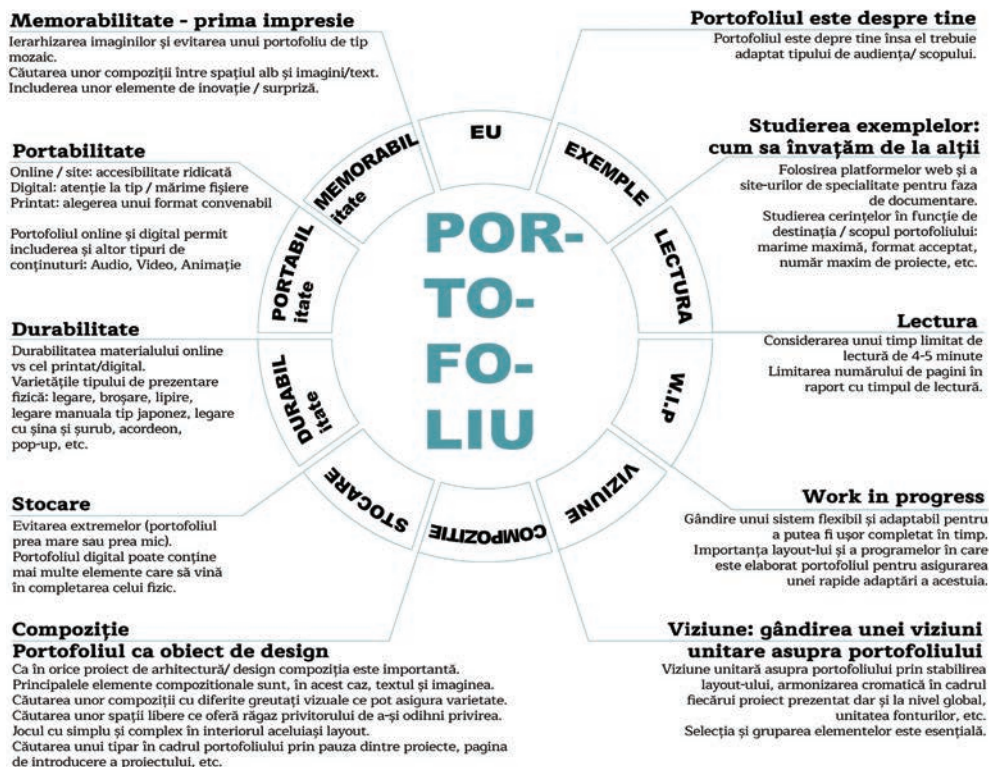 Memorabilitate - prima impresie
Ierarhizarea imaginilor și evitarea unui portofoliu de tip
mozaic.
Căutarea unor compoziții între spațiul alb și imagini/text.
Includerea unor elemente de inovație / surpriză.
Portabilitate
Online / site: accesibilitate ridicată
Digital: atenție la tip / mărime fișiere
Printat: alegerea unui format convenabil
Portofoliul online și digital permit
includerea și altor tipuri de
conținuturi: Audio, Video, Animație
Durabilitate
Durabilitatea materialului online
vs cel printat/digital.
Varietățile tipului de prezentare
fizică: legare, broșare, lipire,
legare manuala tip japonez, legare
cu șina și șurub, acordeon,
pop-up, etc.
Stocare
Evitarea extremelor (portofoliul
prea mare sau prea mic).
Portofoliul digital poate conține
mai multe elemente care să vină
în completarea celui fizic.
Compoziție
Portofoliul ca obiect de design
Ca în orice proiect de arhitectură/ design compoziția este importantă.
Principalele elemente compozitionale sunt, în acest caz, textul și imaginea.
Căutarea unor compoziții cu diferite greutați vizuale ce pot asigura varietate.
Căutarea unor spații libere ce oferă răgaz privitorului de a-și odihni privirea.
Jocul cu simplu și complex în interiorul aceluiași layout.
Căutarea unui tipar în cadrul portofoliului prin pauza dintre proiecte, pagina
de introducere a proiectului, etc.
EU
EXEMPLE
LECTURA
W.I.P
VIZIUNE
COMPOZITIE
STOCARE
DURABIL
itate
PORTABIL
itate
MEMORABIL
itate
POR-
TO-
FO-
LIU
Portofoliul este despre tine
Portofoliul este depre tine însa el trebuie
adaptat tipului de audiența/ scopului.
Studierea exemplelor:
cum sa învațăm de la alții
Folosirea platformelor web și a
site-urilor de specialitate pentru faza
de documentare.
Studierea cerințelor în funcție de
destinația / scopul portofoliului:
marime maximă, format acceptat,
număr maxim de proiecte, etc.
Lectura
Considerarea unui timp limitat de
lectură de 4-5 minute
Limitarea numărului de pagini în
raport cu timpul de lectură.
Work in progress
Gândire unui sistem flexibil și adaptabil pentru
a putea fi ușor completat în timp.
Importanța layout-lui și a programelor în care
este elaborat portofoliul pentru asigurarea
unei rapide adaptări a acestuia.
Viziune: gândirea unei viziuni
unitare asupra portofoliului
Viziune unitară asupra portofoliului prin stabilirea
layout-ului, armonizarea cromatică în cadrul
fiecărui proiect prezentat dar și la nivel global,
unitatea fonturilor, etc.
Selecția și gruparea elementelor este esențială.